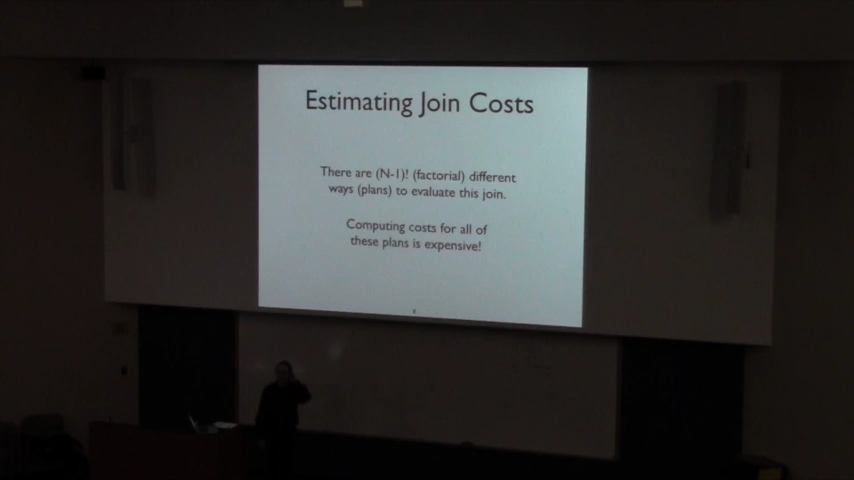 Estimating Join Costs
There are (N-1)! (factorial) different
ways (plans) to evaluate this join.
Computing costs for all of
these plans is expensive!